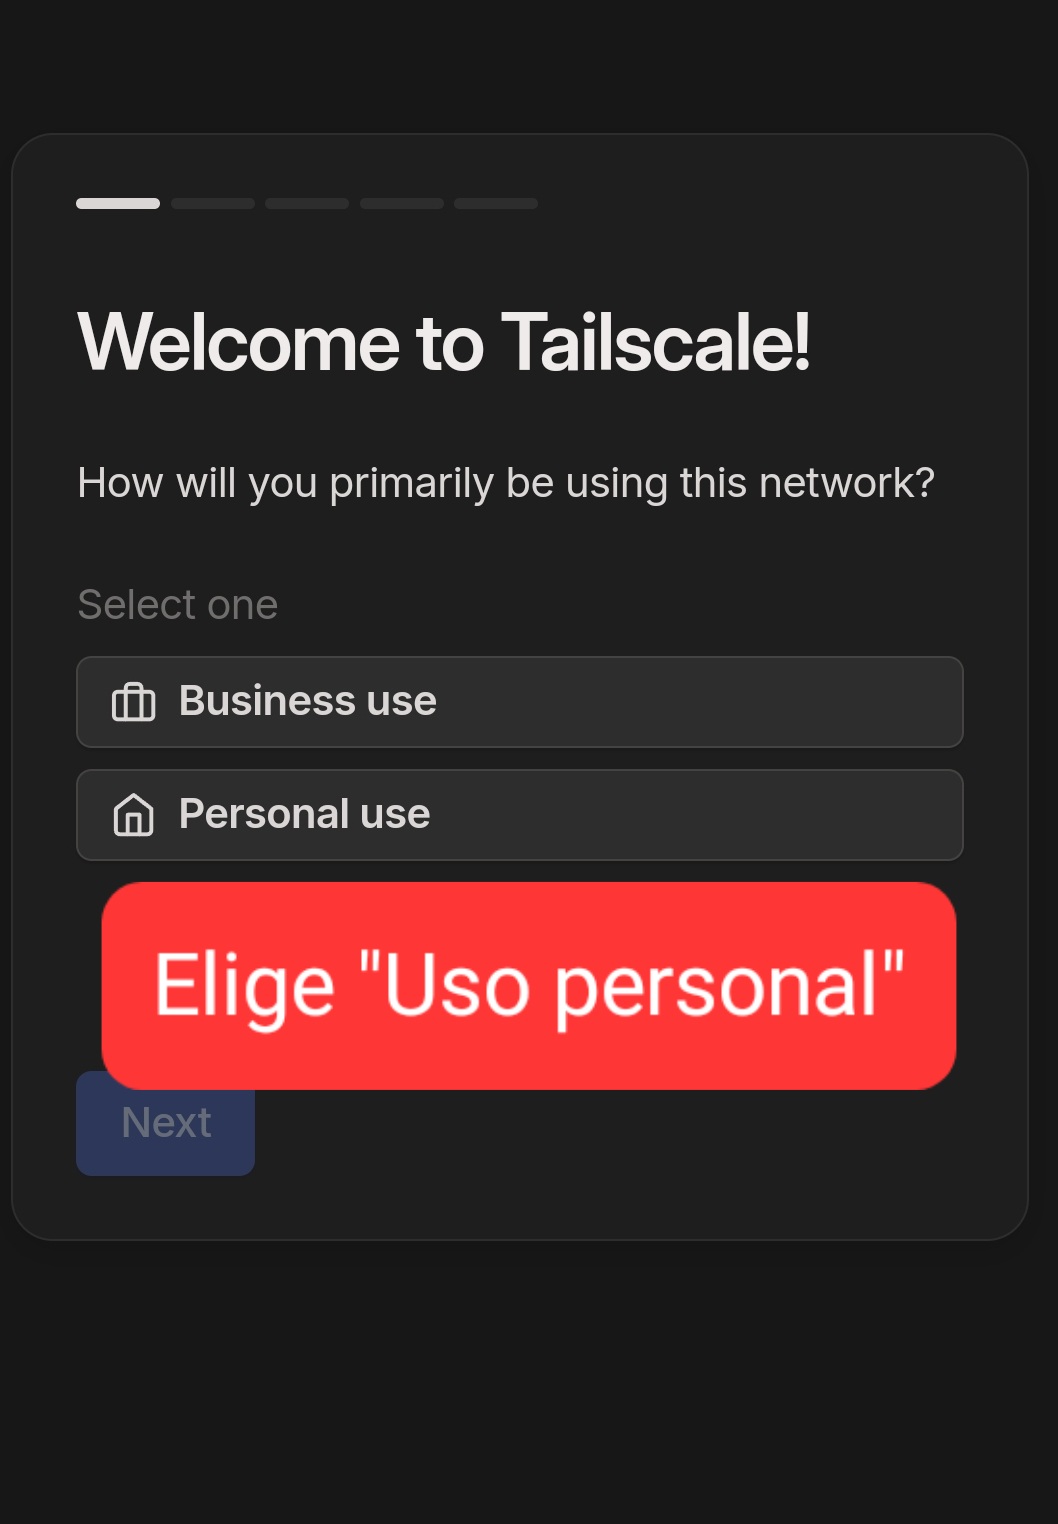 Welcome to Tailscale!
How will you primarily be using this network?
Select one
Business use
Personal use
Elige "Uso personal"
Next